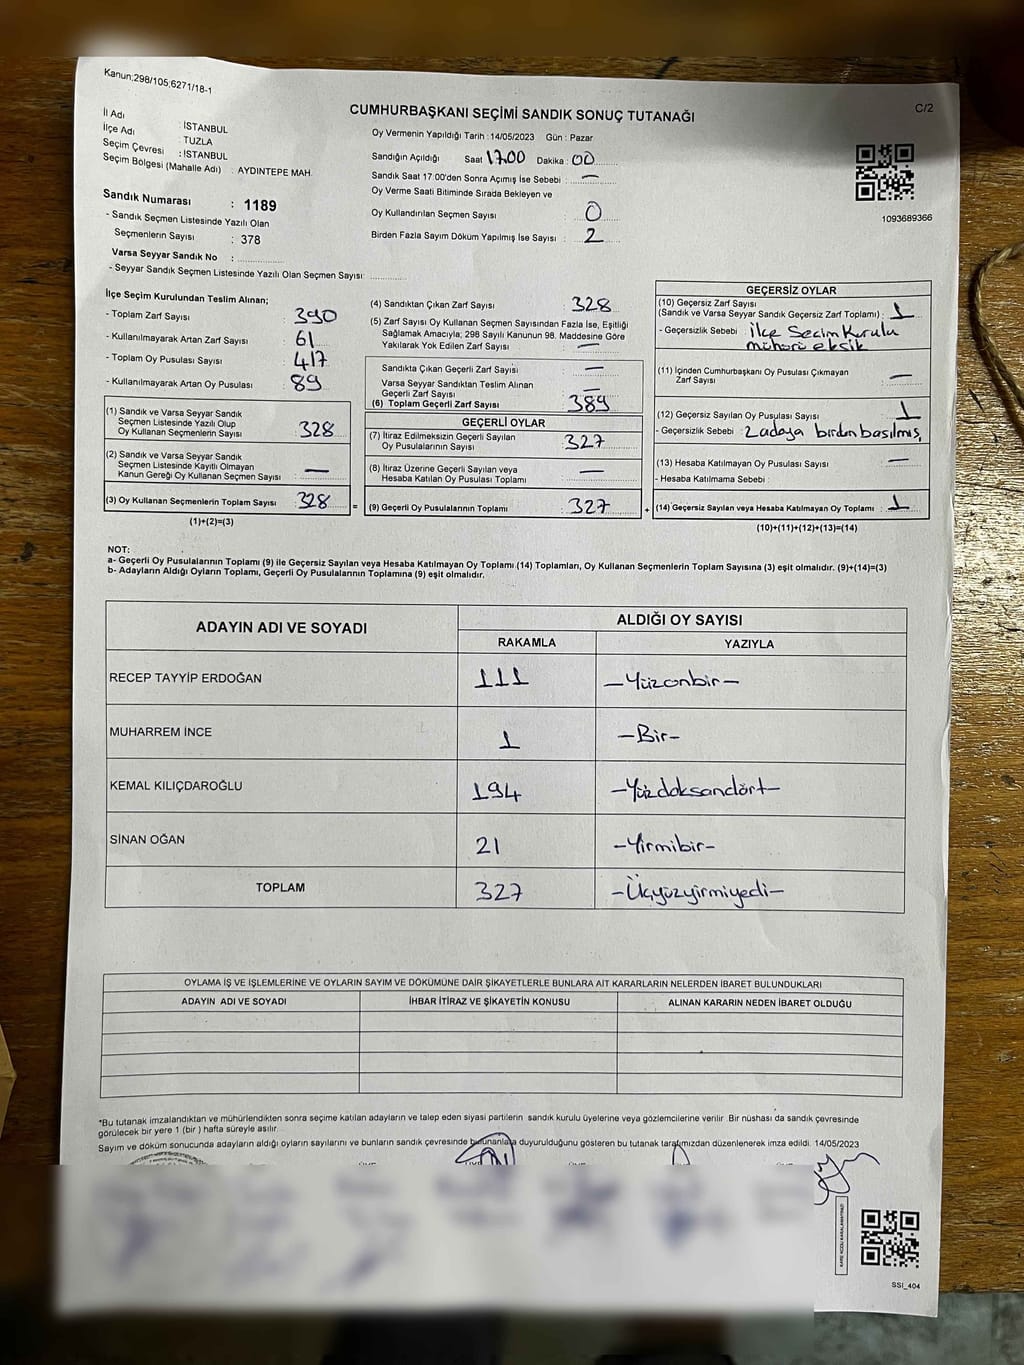 Kanun;298/105;6271/18-1
C/2
CUMHURBAŞKANI SEÇİMİ SANDIK SONUÇ TUTANAĞI
İl Adı : İSTANBUL
İlçe Adı : TUZLA
Seçim Çevresi : İSTANBUL
Seçim Bölgesi (Mahalle Adı) : AYDINTEPE MAH.
Sandık Numarası : 1189
- Sandık Seçmen Listesinde Yazılı Olan
Seçmenlerin Sayısı : 378
Varsa Seyyar Sandık No :
- Seyyar Sandık Seçmen Listesinde Yazılı Olan Seçmen Sayısı:
Oy Vermenin Yapıldığı Tarih : 14/05/2023 Gün : Pazar
Sandığın Açıldığı Saat 17.00 Dakika : 00
Sandık Saat 17:00'den Sonra Açımış İse Sebebi : —
Oy Verme Saati Bitiminde Sırada Bekleyen ve
Oy Kullandırılan Seçmen Sayısı : 0
Birden Fazla Sayım Döküm Yapılmış İse Sayısı : 2
1093689366
İlçe Seçim Kurulundan Teslim Alınan;
- Toplam Zarf Sayısı : 390
- Kullanılmayarak Artan Zarf Sayısı : 61
- Toplam Oy Pusulası Sayısı : 417
- Kullanılmayarak Artan Oy Pusulası : 89
(1) Sandık ve Varsa Seyyar Sandık
Seçmen Listesinde Yazılı Olup
Oy Kullanan Seçmenlerin Sayısı : 328
(2) Sandık ve Varsa Seyyar Sandık
Seçmen Listesinde Kayıtlı Olmayan
Kanun Gereği Oy Kullanan Seçmen Sayısı : —
(3) Oy Kullanan Seçmenlerin Toplam Sayısı : 328
(1)+(2)=(3)
=
(4) Sandıktan Çıkan Zarf Sayısı : 328
(5) Zarf Sayısı Oy Kullanan Seçmen Sayısından Fazla İse, Eşitliği
Sağlamak Amacıyla; 298 Sayılı Kanunun 98. Maddesine Göre
Yakılarak Yok Edilen Zarf Sayısı : —
Sandıkta Çıkan Geçerli Zarf Sayısı : —
Varsa Seyyar Sandıktan Teslim Alınan
Geçerli Zarf Sayısı : —
(6) Toplam Geçerli Zarf Sayısı : 389
GEÇERLİ OYLAR
(7) İtiraz Edilmeksizin Geçerli Sayılan
Oy Pusulalarının Sayısı : 327
(8) İtiraz Üzerine Geçerli Sayılan veya
Hesaba Katılan Oy Pusulası Toplamı : —
(9) Geçerli Oy Pusulalarının Toplamı : 327
+
GEÇERSİZ OYLAR
(10) Geçersiz Zarf Sayısı
(Sandık ve Varsa Seyyar Sandık Geçersiz Zarf Toplamı) : 1
- Geçersizlik Sebebi : İlçe Seçim Kurulu
mührü eksik
(11) İçinden Cumhurbaşkanı Oy Pusulası Çıkmayan
Zarf Sayısı : —
(12) Geçersiz Sayılan Oy Pusulası Sayısı : 1
- Geçersizlik Sebebi : 2 adaya birden basılmış,
(13) Hesaba Katılmayan Oy Pusulası Sayısı : —
- Hesaba Katılmama Sebebi :
(14) Geçersiz Sayılan veya Hesaba Katılmayan Oy Toplamı : 1
(10)+(11)+(12)+(13)=(14)
NOT:
a- Geçerli Oy Pusulalarının Toplamı (9) ile Geçersiz Sayılan veya Hesaba Katılmayan Oy Toplamı (14) Toplamları, Oy Kullanan Seçmenlerin Toplam Sayısına (3) eşit olmalıdır. (9)+(14)=(3)
b- Adayların Aldığı Oyların Toplamı, Geçerli Oy Pusulalarının Toplamına (9) eşit olmalıdır.
ADAYIN ADI VE SOYADI
ALDIĞI OY SAYISI
RAKAMLA YAZIYLA
RECEP TAYYİP ERDOĞAN 111 —Yüzonbir—
MUHARREM İNCE 1 —Bir—
KEMAL KILIÇDAROĞLU 194 —Yüzdoksandört—
SİNAN OĞAN 21 —Yirmibir—
TOPLAM 327 —Üçyüzyirmiyedi—
OYLAMA İŞ VE İŞLEMLERİNE VE OYLARIN SAYIM VE DÖKÜMÜNE DAİR ŞİKAYETLERLE BUNLARA AİT KARARLARIN NELERDEN İBARET BULUNDUKLARI
ADAYIN ADI VE SOYADI İHBAR İTİRAZ VE ŞİKAYETİN KONUSU ALINAN KARARIN NEDEN İBARET OLDUĞU
*Bu tutanak imzalandıktan ve mühürlendikten sonra seçime katılan adayların ve talep eden siyasi partilerin sandık kurulu üyelerine veya gözlemcilerine verilir. Bir nüshası da sandık çevresinde
görülecek bir yere 1 (bir) hafta süreyle asılır.
Sayım ve döküm sonucunda adayların aldığı oyların sayılarını ve bunların sandık çevresinde bulunanlara duyurulduğunu gösteren bu tutanak tarafımızdan düzenlenerek imza edildi. 14/05/2023
SSI_404